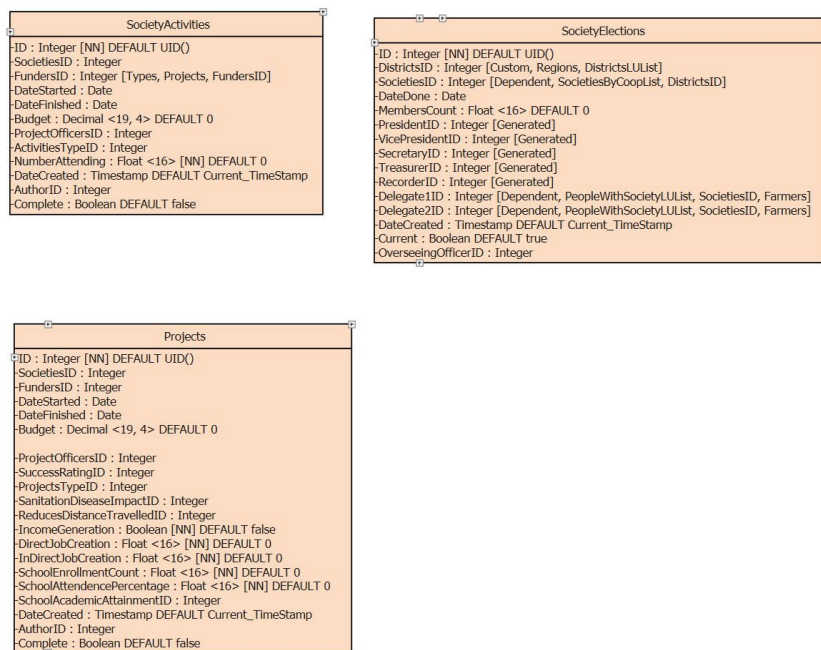 SocietyActivities
-ID : Integer [NN] DEFAULT UID()
-SocietiesID : Integer
-FundersID : Integer [Types, Projects, FundersID]
-DateStarted : Date
-DateFinished : Date
-Budget : Decimal <19, 4> DEFAULT 0
-ProjectOfficersID : Integer
-ActivitiesTypeID : Integer
-NumberAttending : Float <16> [NN] DEFAULT 0
-DateCreated : Timestamp DEFAULT Current_TimeStamp
-AuthorID : Integer
-Complete : Boolean DEFAULT false
SocietyElections
-ID : Integer [NN] DEFAULT UID()
-DistrictsID : Integer [Custom, Regions, DistrictsLUList]
-SocietiesID : Integer [Dependent, SocietiesByCoopList, DistrictsID]
-DateDone : Date
-MembersCount : Float <16> DEFAULT 0
-PresidentID : Integer [Generated]
-VicePresidentID : Integer [Generated]
-SecretaryID : Integer [Generated]
-TreasurerID : Integer [Generated]
-RecorderID : Integer [Generated]
-Delegate1ID : Integer [Dependent, PeopleWithSocietyLUList, SocietiesID, Farmers]
-Delegate2ID : Integer [Dependent, PeopleWithSocietyLUList, SocietiesID, Farmers]
-DateCreated : Timestamp DEFAULT Current_TimeStamp
-Current : Boolean DEFAULT true
-OverseeingOfficerID : Integer
Projects
-ID : Integer [NN] DEFAULT UID()
-SocietiesID : Integer
-FundersID : Integer
-DateStarted : Date
-DateFinished : Date
-Budget : Decimal <19, 4> DEFAULT 0
-ProjectOfficersID : Integer
-SuccessRatingID : Integer
-ProjectsTypeID : Integer
-SanitationDiseaseImpactID : Integer
-ReducesDistanceTravelledID : Integer
-IncomeGeneration : Boolean [NN] DEFAULT false
-DirectJobCreation : Float <16> [NN] DEFAULT 0
-InDirectJobCreation : Float <16> [NN] DEFAULT 0
-SchoolEnrollmentCount : Float <16> [NN] DEFAULT 0
-SchoolAttendencePercentage : Float <16> [NN] DEFAULT 0
-SchoolAcademicAttainmentID : Integer
-DateCreated : Timestamp DEFAULT Current_TimeStamp
-AuthorID : Integer
-Complete : Boolean DEFAULT false